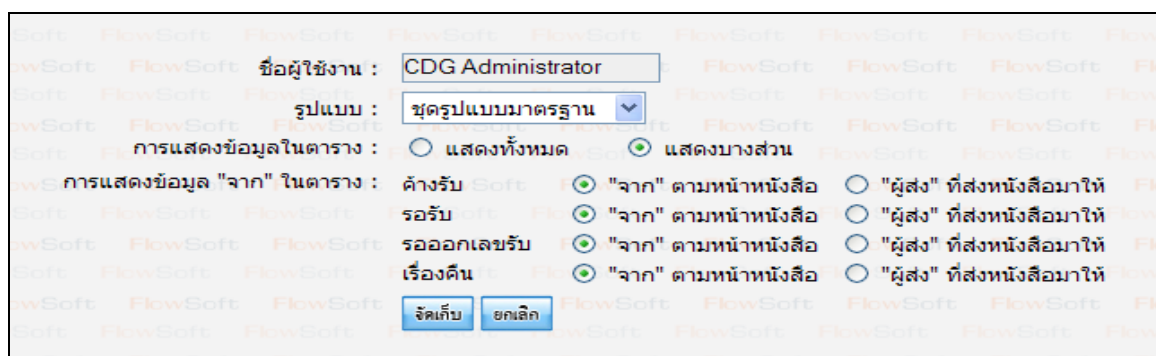 ชื่อผู้ใช้งาน : CDG Administrator
รูปแบบ : ชุดรูปแบบมาตรฐาน
การแสดงข้อมูลในตาราง : แสดงทั้งหมด แสดงบางส่วน
การแสดงข้อมูล "จาก" ในตาราง : ค้างรับ "จาก" ตามหน้าหนังสือ "ผู้ส่ง" ที่ส่งหนังสือมาให้
รอรับ "จาก" ตามหน้าหนังสือ "ผู้ส่ง" ที่ส่งหนังสือมาให้
รอออกเลขรับ "จาก" ตามหน้าหนังสือ "ผู้ส่ง" ที่ส่งหนังสือมาให้
เรื่องคืน "จาก" ตามหน้าหนังสือ "ผู้ส่ง" ที่ส่งหนังสือมาให้
จัดเก็บ ยกเลิก